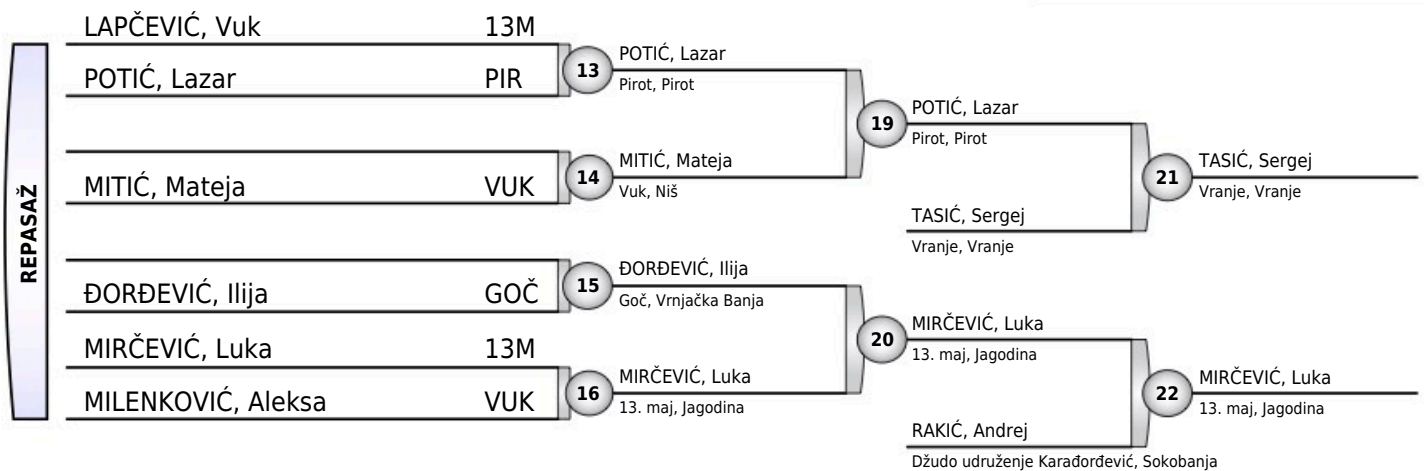 REPASAŽ
LAPČEVIĆ, Vuk 13M
POTIĆ, Lazar PIR
MITIĆ, Mateja VUK
ĐORĐEVIĆ, Ilija GOČ
MIRČEVIĆ, Luka 13M
MILENKOVIĆ, Aleksa VUK
13
POTIĆ, Lazar
Pirot, Pirot
14
MITIĆ, Mateja
Vuk, Niš
15
ĐORĐEVIĆ, Ilija
Goč, Vrnjačka Banja
16
MIRČEVIĆ, Luka
13. maj, Jagodina
19
POTIĆ, Lazar
Pirot, Pirot
TASIĆ, Sergej
Vranje, Vranje
20
MIRČEVIĆ, Luka
13. maj, Jagodina
RAKIĆ, Andrej
Džudo udruženje Karađorđević, Sokobanja
21
TASIĆ, Sergej
Vranje, Vranje
22
MIRČEVIĆ, Luka
13. maj, Jagodina